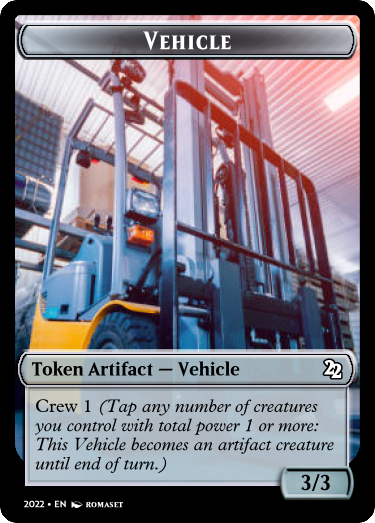 VEHICLE
Token Artifact — Vehicle
22
Crew 1 (Tap any number of creatures
you control with total power 1 or more:
This Vehicle becomes an artifact creature
until end of turn.)
3/3
2022 • EN ROMASET